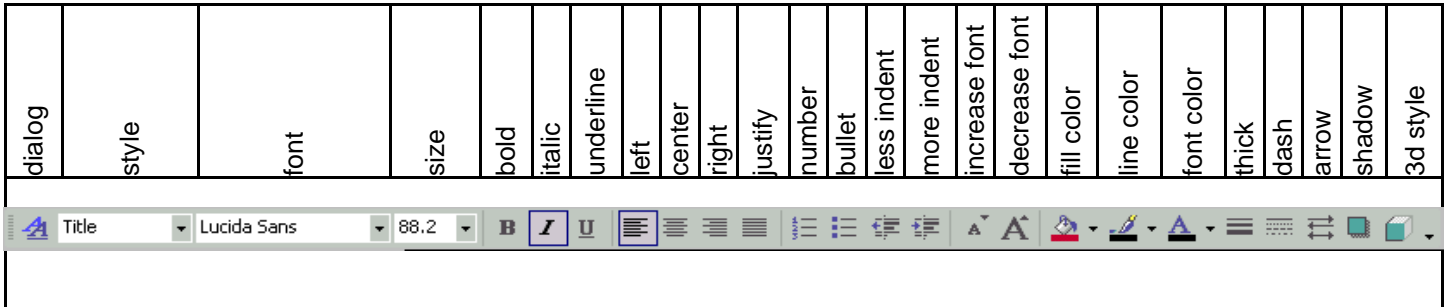 dialog style font size bold italic underline left center right justify number bullet less indent more indent increase font decrease font fill color line color font color thick dash arrow shadow 3d style
A Title Lucida Sans 88.2 B I U A A A